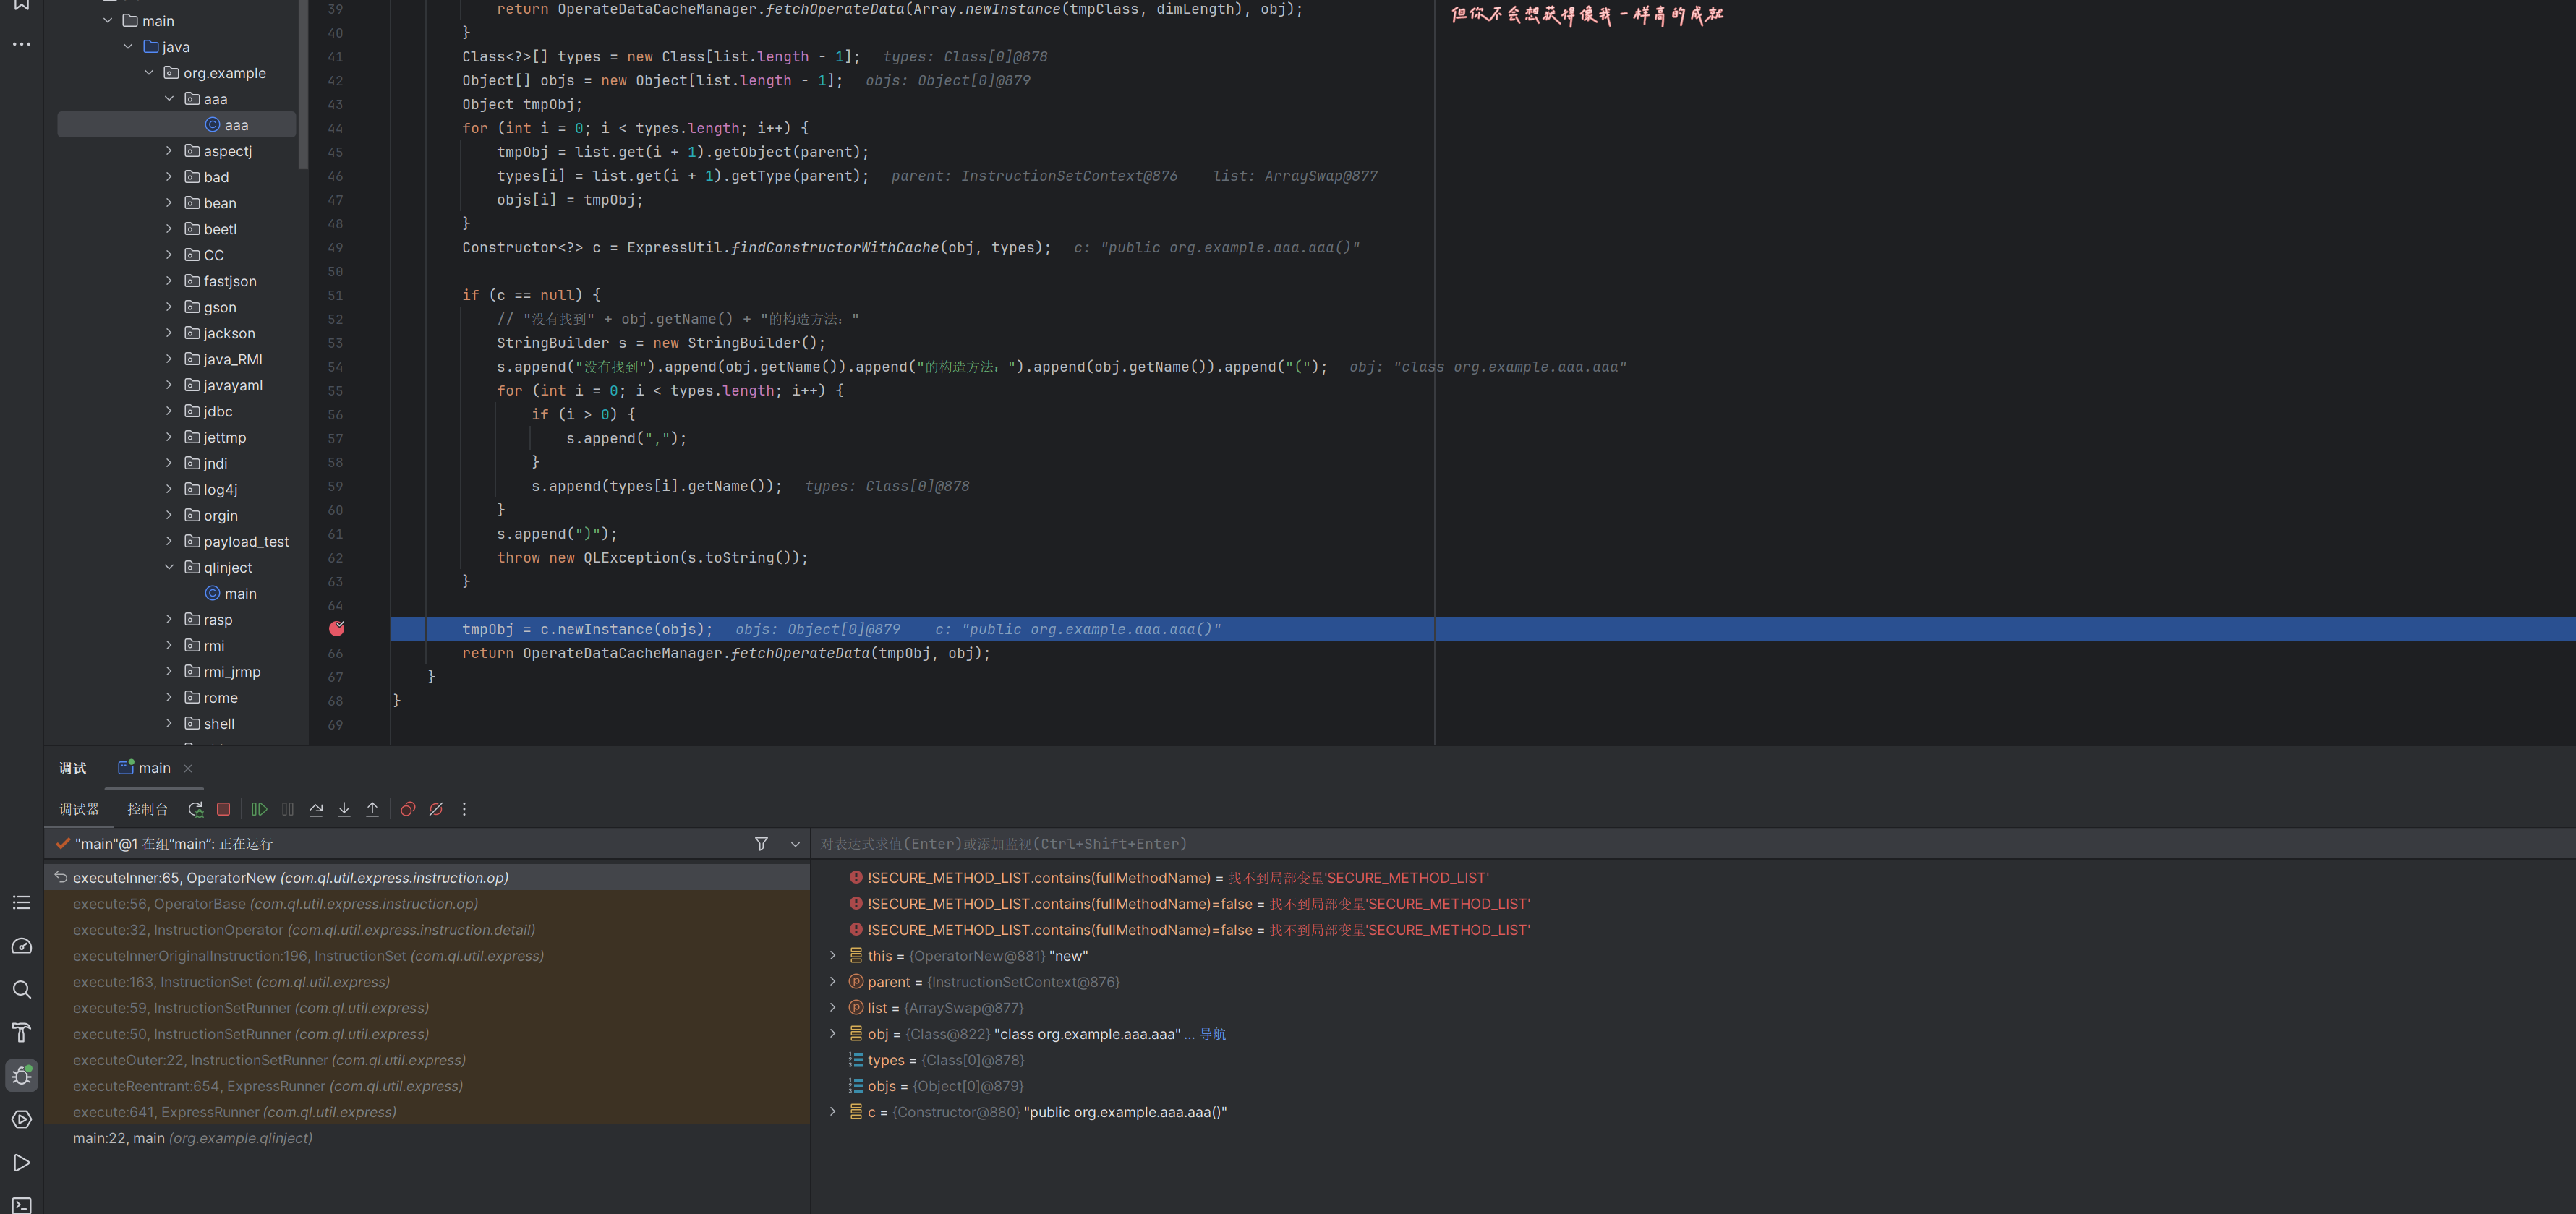 main
java
org.example
aaa
aaa
aspectj
bad
bean
beetl
CC
fastjson
gson
jackson
java_RMI
javayaml
jdbc
jettmp
jndi
log4j
orgin
payload_test
qlinject
main
rasp
rmi
rmi_jrmp
rome
shell
39 return OperateDataCacheManager.fetchOperateData(Array.newInstance(tmpClass, dimLength), obj);
但你不会想获得像我一样高的成就
40 }
41 Class<?>[] types = new Class[list.length - 1]; types: Class[0]@878
42 Object[] objs = new Object[list.length - 1]; objs: Object[0]@879
43 Object tmpObj;
44 for (int i = 0; i < types.length; i++) {
45 tmpObj = list.get(i + 1).getObject(parent);
46 types[i] = list.get(i + 1).getType(parent); parent: InstructionSetContext@876 list: ArraySwap@877
47 objs[i] = tmpObj;
48 }
49 Constructor<?> c = ExpressUtil.findConstructorWithCache(obj, types); c: "public org.example.aaa.aaa()"
50
51 if (c == null) {
52 // "没有找到" + obj.getName() + "的构造方法："
53 StringBuilder s = new StringBuilder();
54 s.append("没有找到").append(obj.getName()).append("的构造方法：").append(obj.getName()).append("("); obj: "class org.example.aaa.aaa"
55 for (int i = 0; i < types.length; i++) {
56 if (i > 0) {
57 s.append(",");
58 }
59 s.append(types[i].getName()); types: Class[0]@878
60 }
61 s.append(")");
62 throw new QLException(s.toString());
63 }
64
tmpObj = c.newInstance(objs); objs: Object[0]@879 c: "public org.example.aaa.aaa()"
66 return OperateDataCacheManager.fetchOperateData(tmpObj, obj);
67 }
68 }
69
调试 main
调试器 控制台
"main"@1 在组“main”: 正在运行
对表达式求值(Enter)或添加监视(Ctrl+Shift+Enter)
executeInner:65, OperatorNew (com.ql.util.express.instruction.op)
execute:56, OperatorBase (com.ql.util.express.instruction.op)
execute:32, InstructionOperator (com.ql.util.express.instruction.detail)
executeInnerOriginalInstruction:196, InstructionSet (com.ql.util.express)
execute:163, InstructionSet (com.ql.util.express)
execute:59, InstructionSetRunner (com.ql.util.express)
execute:50, InstructionSetRunner (com.ql.util.express)
executeOuter:22, InstructionSetRunner (com.ql.util.express)
executeReentrant:654, ExpressRunner (com.ql.util.express)
execute:641, ExpressRunner (com.ql.util.express)
main:22, main (org.example.qlinject)
!SECURE_METHOD_LIST.contains(fullMethodName) = 找不到局部变量'SECURE_METHOD_LIST'
!SECURE_METHOD_LIST.contains(fullMethodName)=false = 找不到局部变量'SECURE_METHOD_LIST'
!SECURE_METHOD_LIST.contains(fullMethodName)=false = 找不到局部变量'SECURE_METHOD_LIST'
this = {OperatorNew@881} "new"
parent = {InstructionSetContext@876}
list = {ArraySwap@877}
obj = {Class@822} "class org.example.aaa.aaa" ... 导航
types = {Class[0]@878}
objs = {Object[0]@879}
c = {Constructor@880} "public org.example.aaa.aaa()"